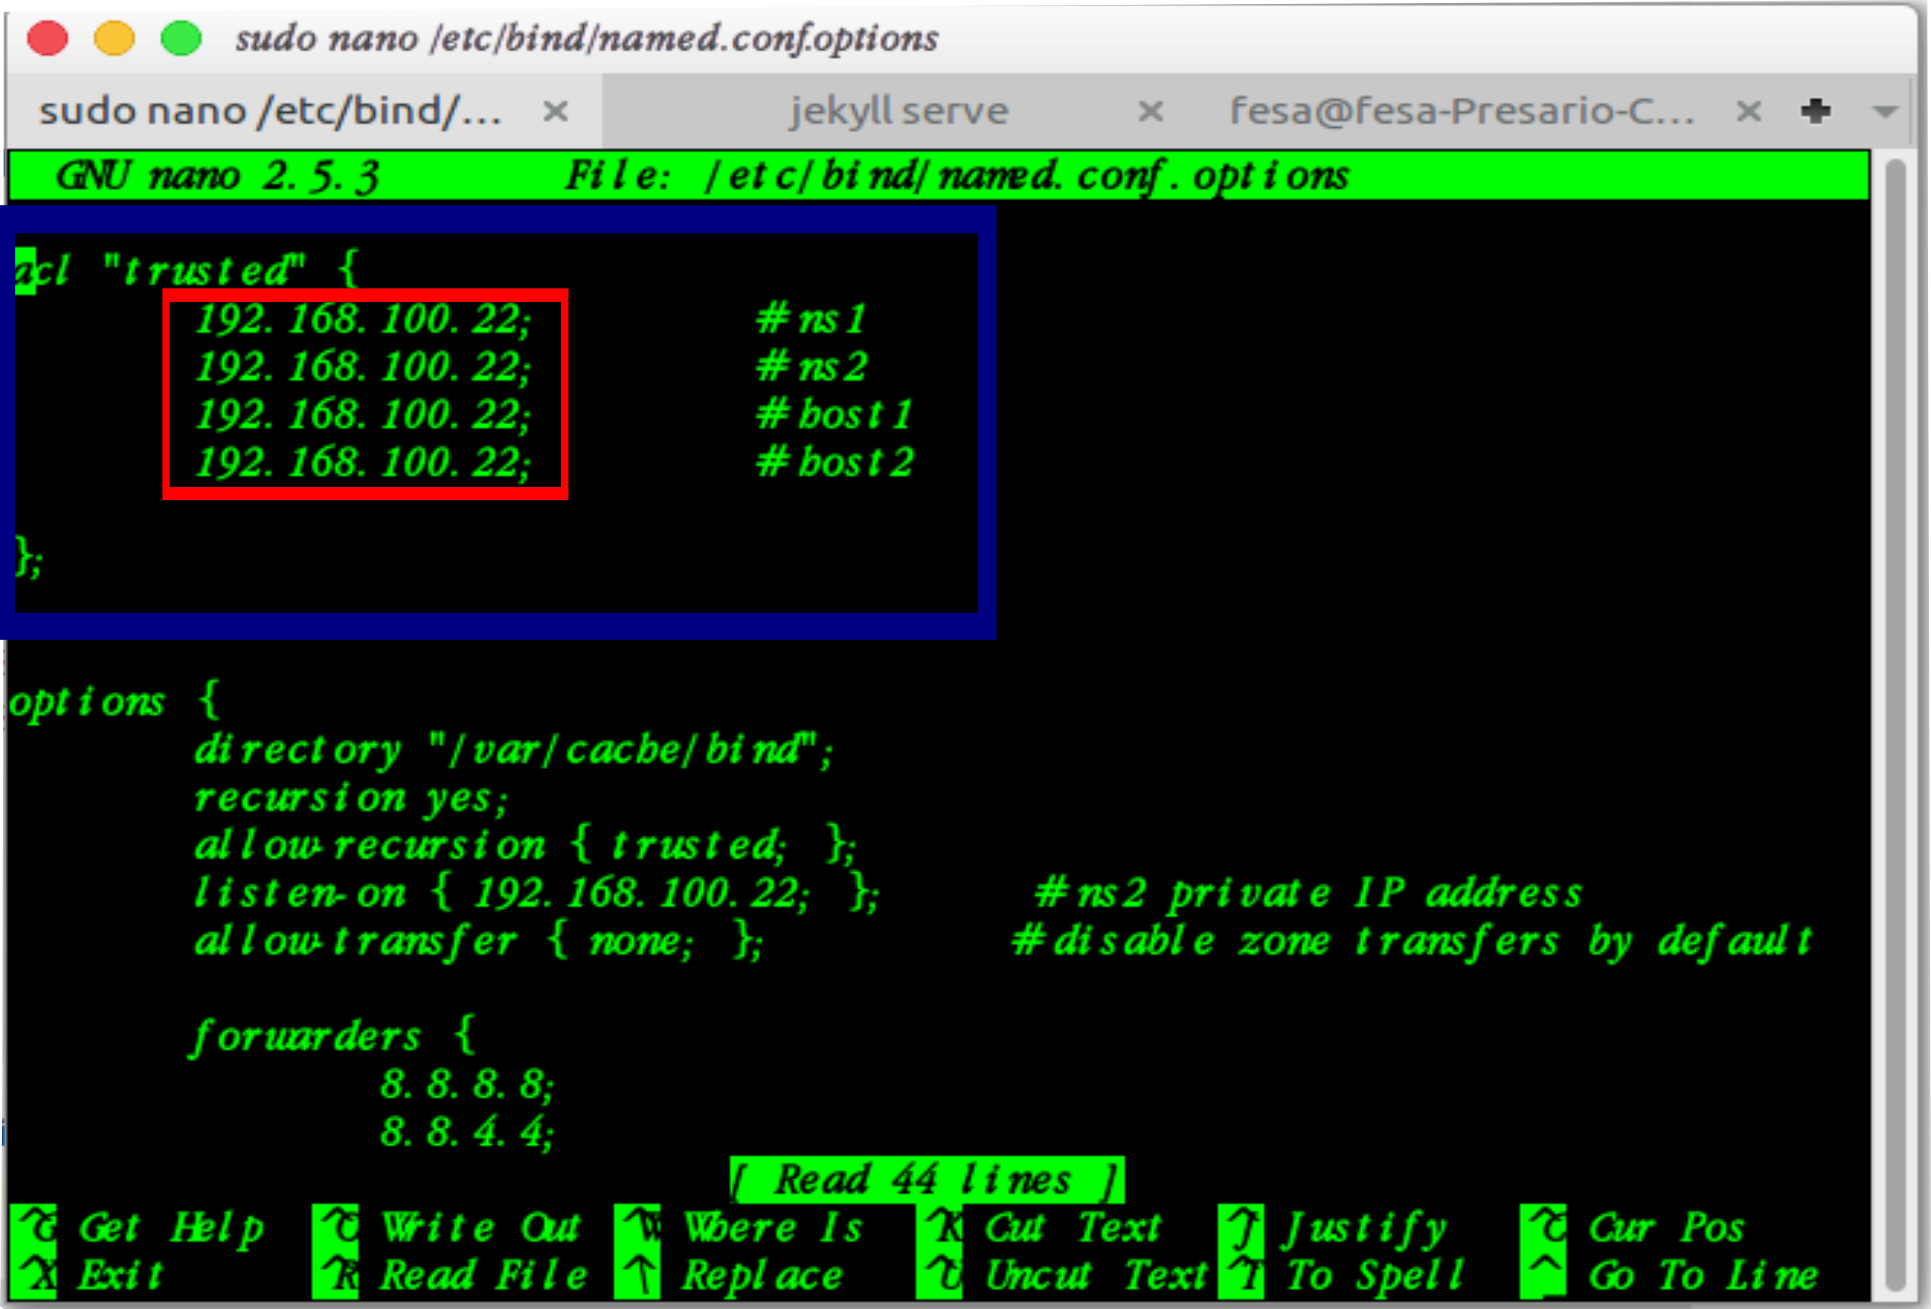 sudo nano /etc/bind/named.conf.options
sudo nano /etc/bind/... × jekyll serve × fesa@fesa-Presario-C... ×
GNU nano 2.5.3 File: /etc/bind/named.conf.options
acl "trusted" {
192.168.100.22; #ns1
192.168.100.22; #ns2
192.168.100.22; #host1
192.168.100.22; #host2
};
options {
directory "/var/cache/bind";
recursion yes;
allow-recursion { trusted; };
listen-on { 192.168.100.22; }; #ns2 private IP address
allow-transfer { none; }; #disable zone transfers by default
forwarders {
8.8.8.8;
8.8.4.4;
[ Read 44 lines ]
^G Get Help ^O Write Out ^W Where Is ^K Cut Text ^J Justify ^C Cur Pos
^X Exit ^R Read File ^\ Replace ^U Uncut Text ^T To Spell ^_ Go To Line